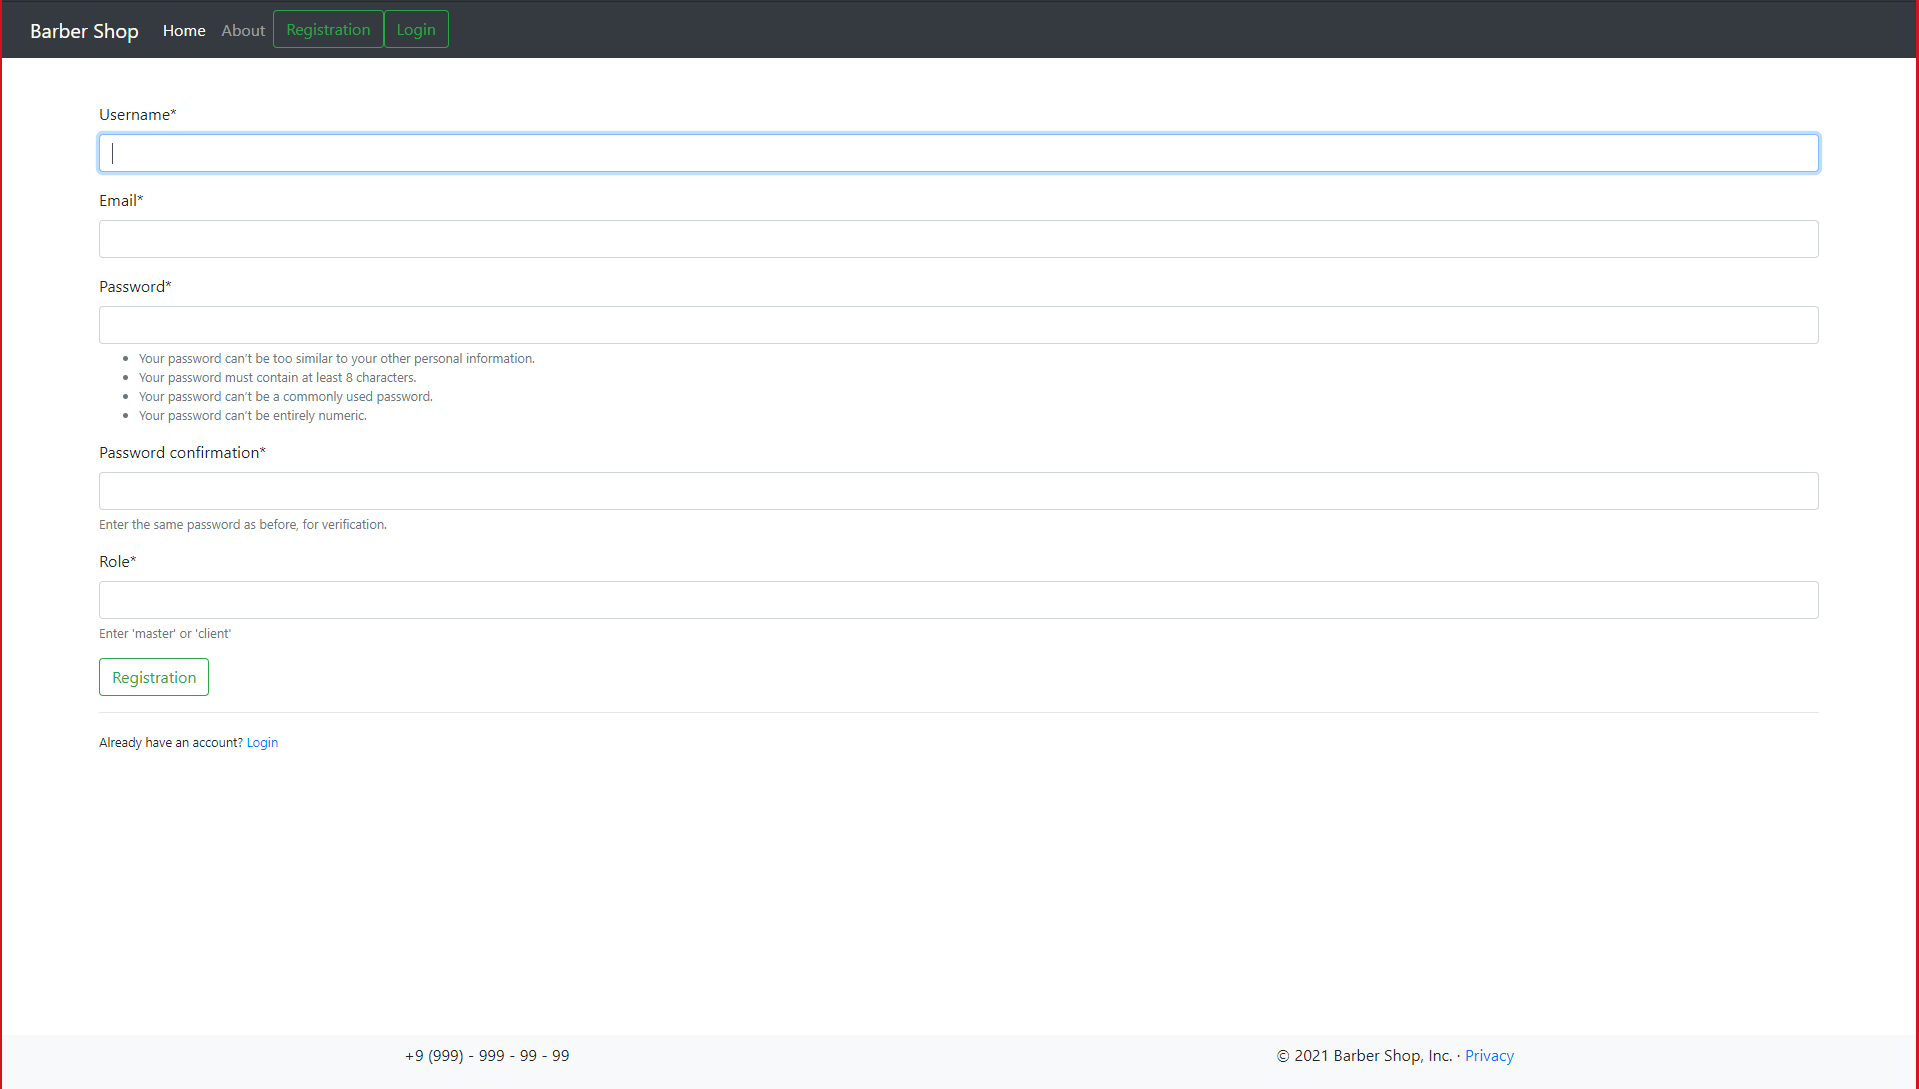 Barber Shop Home About Registration Login
Username*
Email*
Password*
Your password can’t be too similar to your other personal information.
Your password must contain at least 8 characters.
Your password can’t be a commonly used password.
Your password can’t be entirely numeric.
Password confirmation*
Enter the same password as before, for verification.
Role*
Enter 'master' or 'client'
Registration
Already have an account? Login
+9 (999) - 999 - 99 - 99
© 2021 Barber Shop, Inc. · Privacy